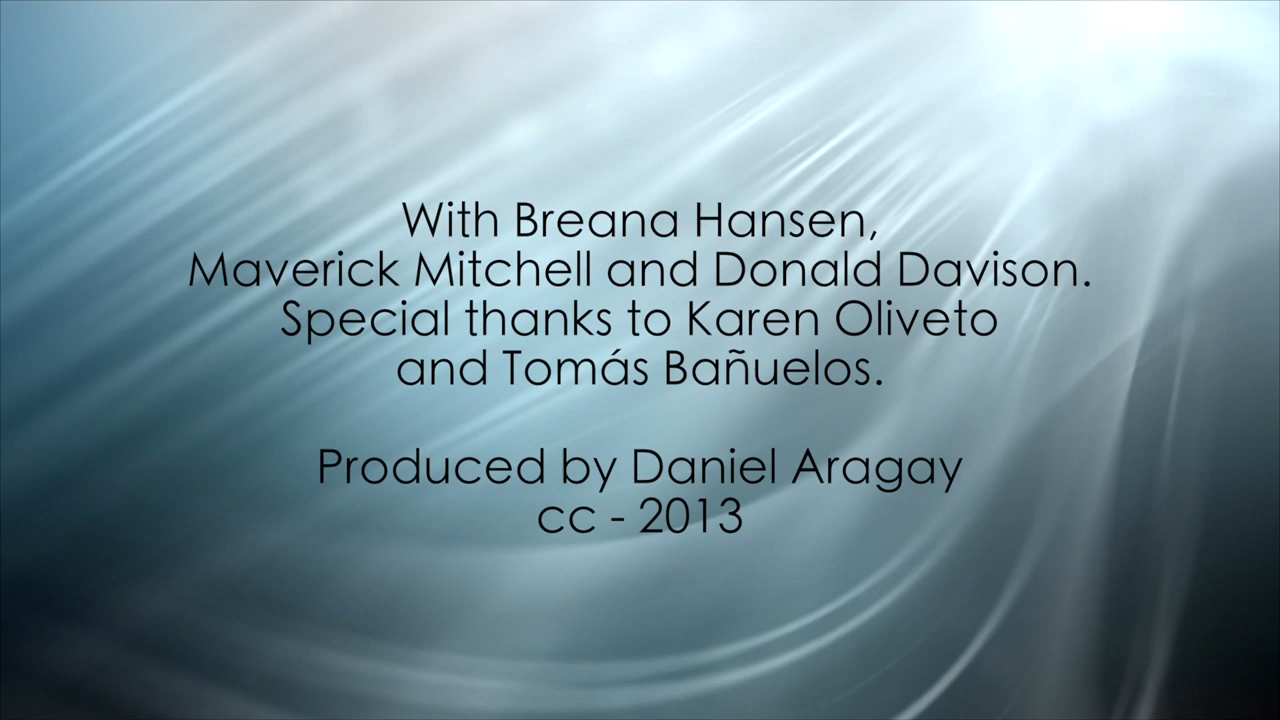 With Breana Hansen,
Maverick Mitchell and Donald Davison.
Special thanks to Karen Oliveto
and Tomás Bañuelos.
Produced by Daniel Aragay
cc - 2013